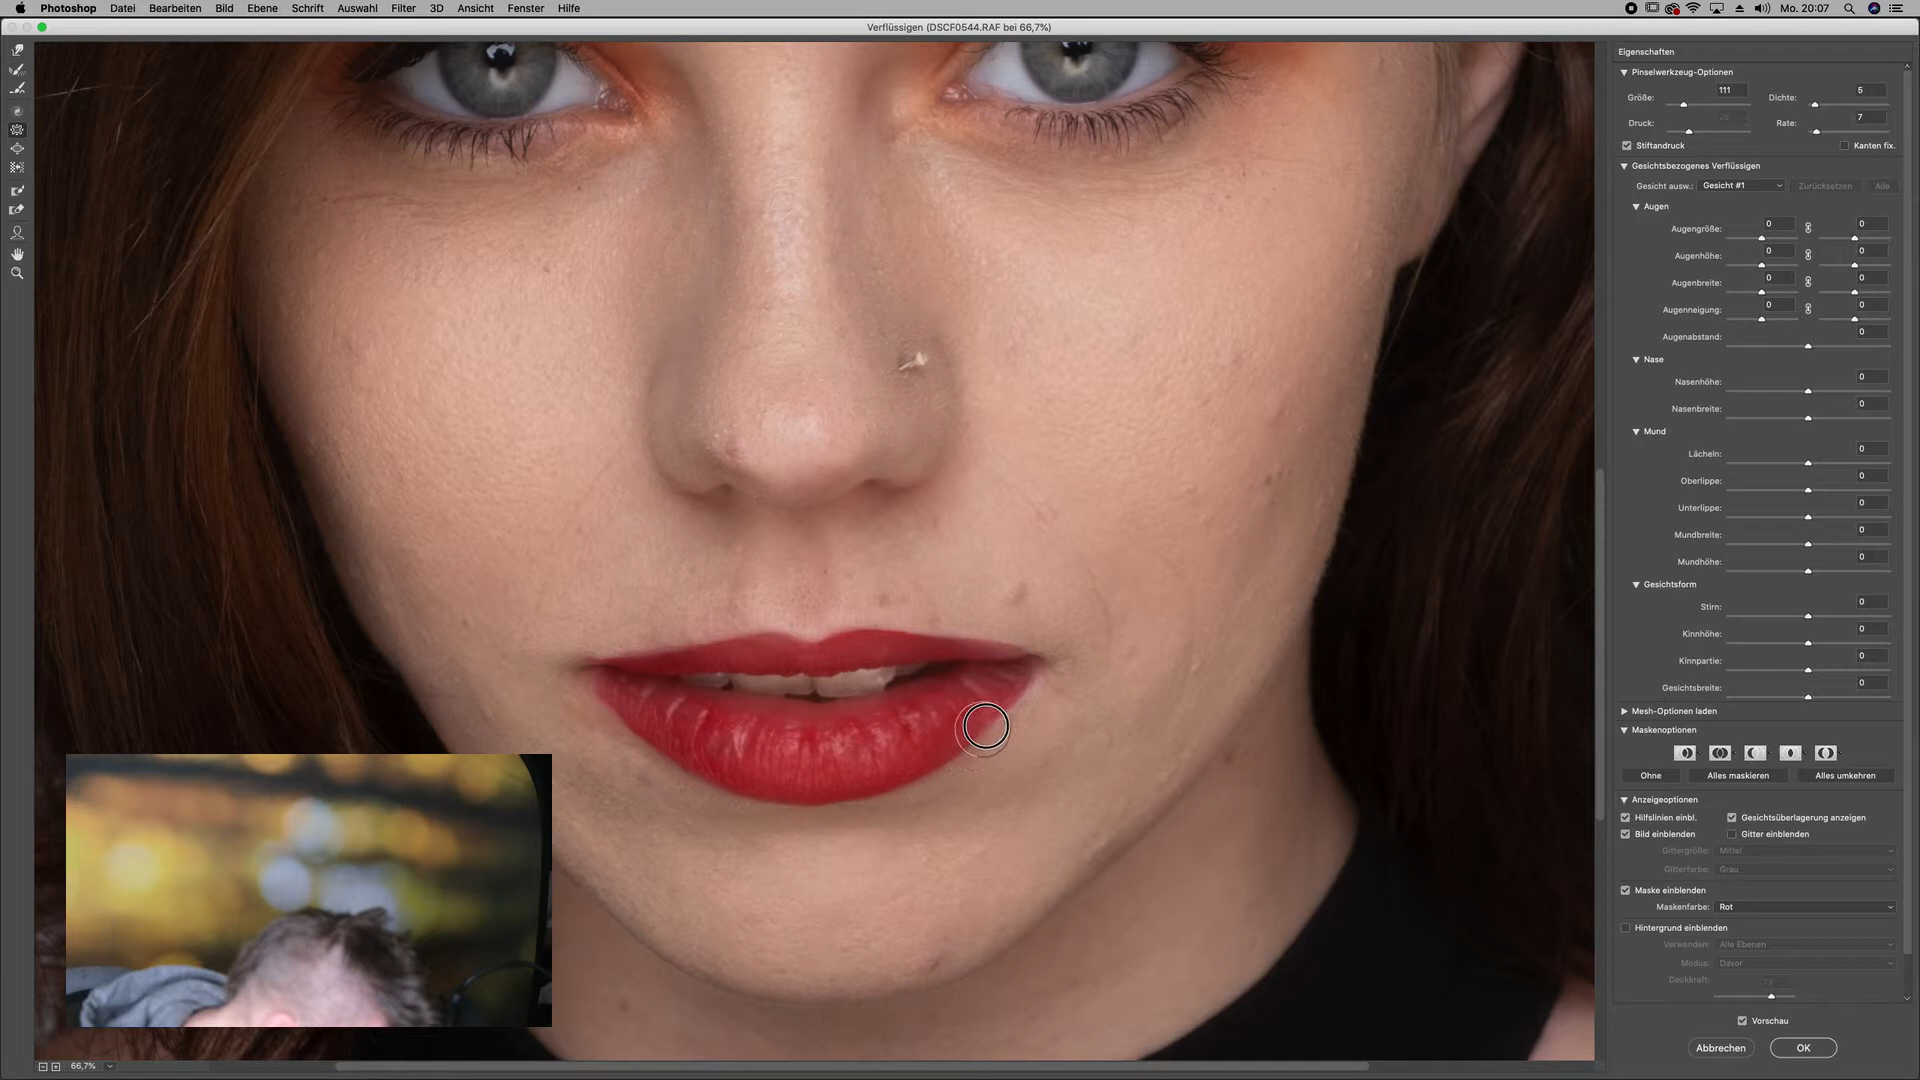 Photoshop Datei Bearbeiten Bild Ebene Schrift Auswahl Filter 3D Ansicht Fenster Hilfe Mo. 20:07
Verflüssigen (DSCF0544.RAF bei 66,7%)
Eigenschaften
Pinselwerkzeug-Optionen
Größe: 111 Dichte: 5
Druck: 26 Rate: 7
Stiftandruck Kanten fix.
Gesichtsbezogenes Verflüssigen
Gesicht ausw.: Gesicht #1 Zurücksetzen Alle
Augen
Augengröße: 0 0
Augenhöhe: 0 0
Augenbreite: 0 0
Augenneigung: 0 0
Augenabstand: 0
Nase
Nasenhöhe: 0
Nasenbreite: 0
Mund
Lächeln: 0
Oberlippe: 0
Unterlippe: 0
Mundbreite: 0
Mundhöhe: 0
Gesichtsform
Stirn: 0
Kinnhöhe: 0
Kinnpartie: 0
Gesichtsbreite: 0
Mesh-Optionen laden
Maskenoptionen
Ohne Alles maskieren Alles umkehren
Anzeigeoptionen
Hilfslinien einbl. Gesichtsüberlagerung anzeigen
Bild einblenden Gitter einblenden
Gittergröße: Mittel
Gitterfarbe: Grau
Maske einblenden
Maskenfarbe: Rot
Hintergrund einblenden
Verwenden: Alle Ebenen
Modus: Davor
Deckkraft:
Vorschau
Abbrechen OK
66,7%